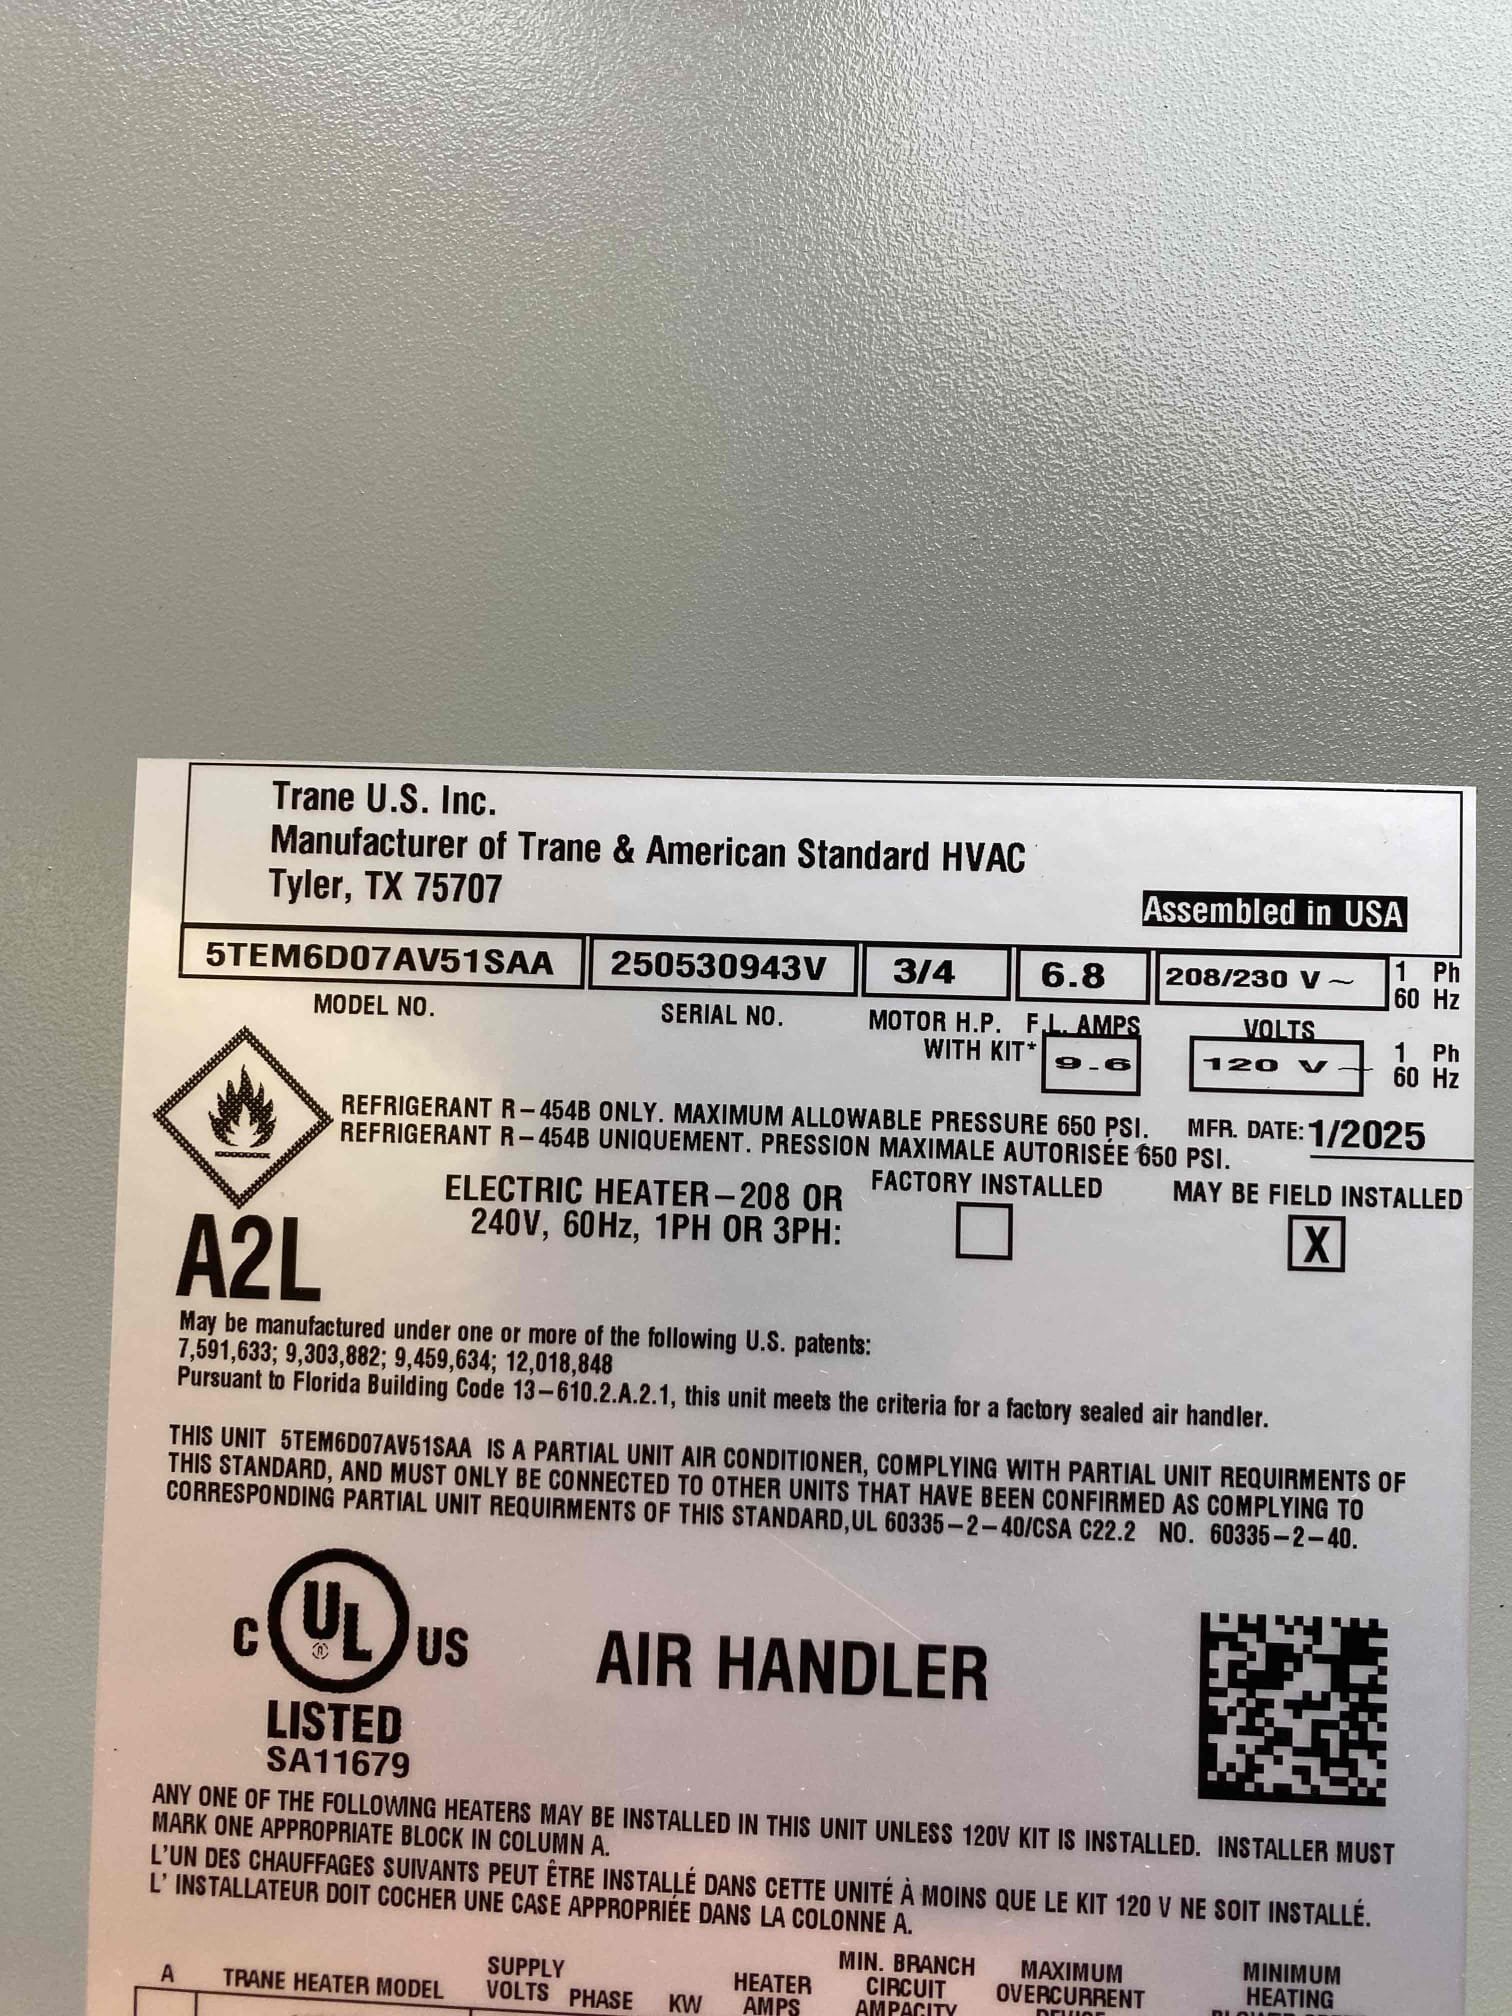 Trane U.S. Inc.
Manufacturer of Trane & American Standard HVAC
Tyler, TX 75707
Assembled in USA
5TEM6D07AV51SAA 250530943V 3/4 6.8 208/230 V~ 1 Ph
60 Hz
MODEL NO. SERIAL NO. MOTOR H.P. F.L. AMPS VOLTS
WITH KIT* 9.6 120 V~ 1 Ph
60 Hz
REFRIGERANT R-454B ONLY. MAXIMUM ALLOWABLE PRESSURE 650 PSI. MFR. DATE: 1/2025
REFRIGERANT R-454B UNIQUEMENT. PRESSION MAXIMALE AUTORISÉE 650 PSI.
ELECTRIC HEATER-208 OR FACTORY INSTALLED MAY BE FIELD INSTALLED
240V, 60Hz, 1PH OR 3PH: X
A2L
May be manufactured under one or more of the following U.S. patents:
7,591,633; 9,303,882; 9,459,634; 12,018,848
Pursuant to Florida Building Code 13-610.2.A.2.1, this unit meets the criteria for a factory sealed air handler.
THIS UNIT 5TEM6D07AV51SAA IS A PARTIAL UNIT AIR CONDITIONER, COMPLYING WITH PARTIAL UNIT REQUIRMENTS OF
THIS STANDARD, AND MUST ONLY BE CONNECTED TO OTHER UNITS THAT HAVE BEEN CONFIRMED AS COMPLYING TO
CORRESPONDING PARTIAL UNIT REQUIRMENTS OF THIS STANDARD,UL 60335-2-40/CSA C22.2 NO. 60335-2-40.
C UL US
LISTED
SA11679
AIR HANDLER
ANY ONE OF THE FOLLOWING HEATERS MAY BE INSTALLED IN THIS UNIT UNLESS 120V KIT IS INSTALLED. INSTALLER MUST
MARK ONE APPROPRIATE BLOCK IN COLUMN A.
L'UN DES CHAUFFAGES SUIVANTS PEUT ÊTRE INSTALLÉ DANS CETTE UNITÉ À MOINS QUE LE KIT 120 V NE SOIT INSTALLÉ.
L' INSTALLATEUR DOIT COCHER UNE CASE APPROPRIÉE DANS LA COLONNE A.
A TRANE HEATER MODEL SUPPLY
VOLTS PHASE KW HEATER
AMPS MIN. BRANCH
CIRCUIT
AMPACITY MAXIMUM
OVERCURRENT
DEVICE MINIMUM
HEATING